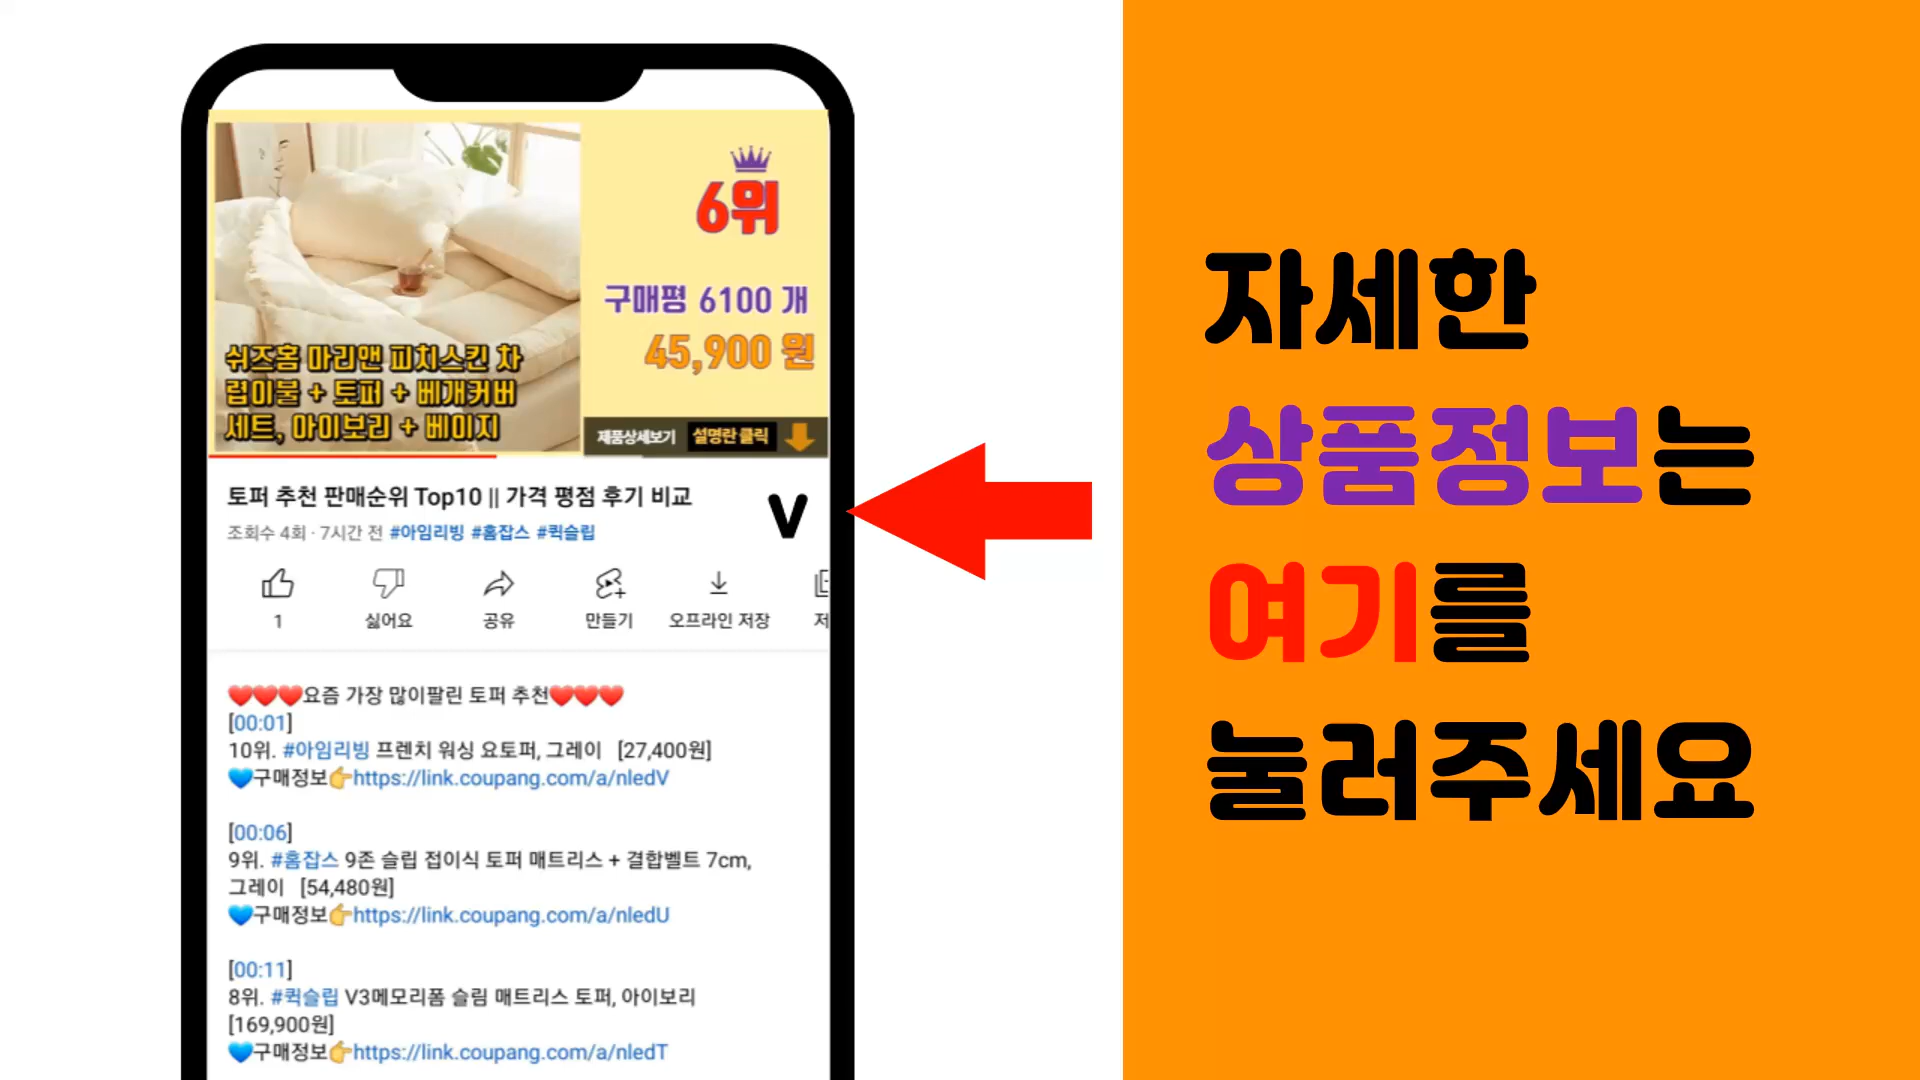 6위
구매평 6100 개
45,900 원
쉬즈홈 마리앤 피치스킨 차
렵이불 + 토퍼 + 베개커버
세트, 아이보리 + 베이지
제품상세보기 설명란 클릭
토퍼 추천 판매순위 Top10 || 가격 평점 후기 비교
V
조회수 4회 · 7시간 전 #아임리빙 #홈잡스 #퀵슬립
1 싫어요 공유 만들기 오프라인 저장 저
❤️❤️❤️요즘 가장 많이팔린 토퍼 추천❤️❤️❤️
[00:01]
10위. #아임리빙 프렌치 워싱 요토퍼, 그레이 [27,400원]
💙구매정보👉https://link.coupang.com/a/nledV
[00:06]
9위. #홈잡스 9존 슬립 접이식 토퍼 매트리스 + 결합벨트 7cm,
그레이 [54,480원]
💙구매정보👉https://link.coupang.com/a/nledU
[00:11]
8위. #퀵슬립 V3메모리폼 슬림 매트리스 토퍼, 아이보리
[169,900원]
💙구매정보👉https://link.coupang.com/a/nledT
자세한
상품정보는
여기를
눌러주세요